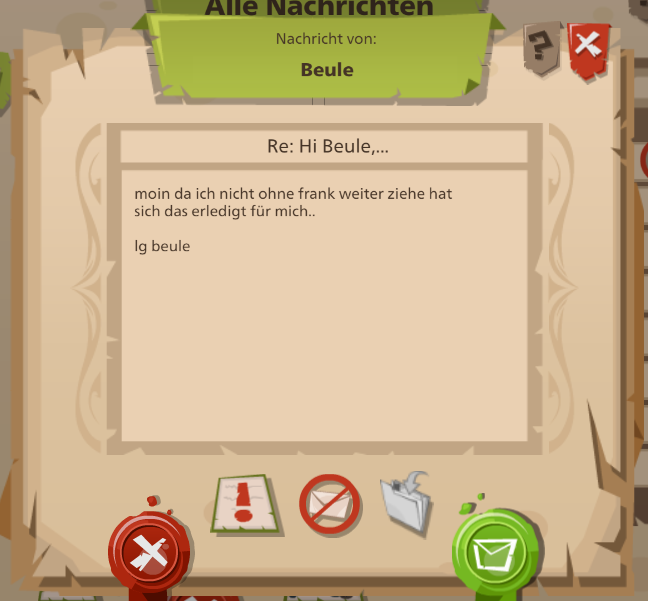 Alle Nachrichten
Nachricht von:
Beule
Re: Hi Beule,...
moin da ich nicht ohne frank weiter ziehe hat
sich das erledigt für mich..
lg beule